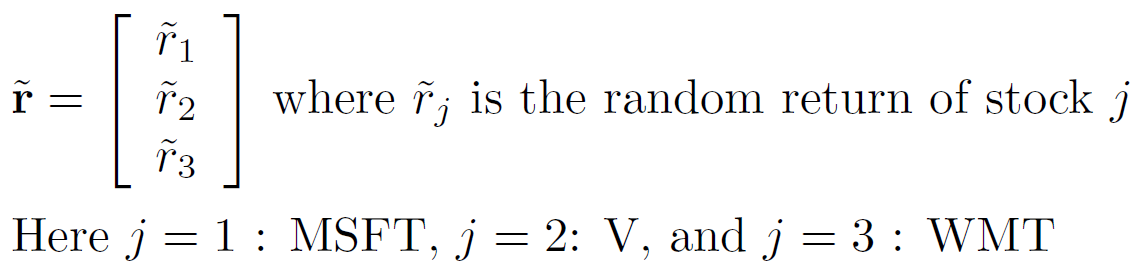 r̃ = [ r̃₁ r̃₂ r̃₃ ] where r̃ⱼ is the random return of stock j
Here j = 1 : MSFT, j = 2: V, and j = 3 : WMT